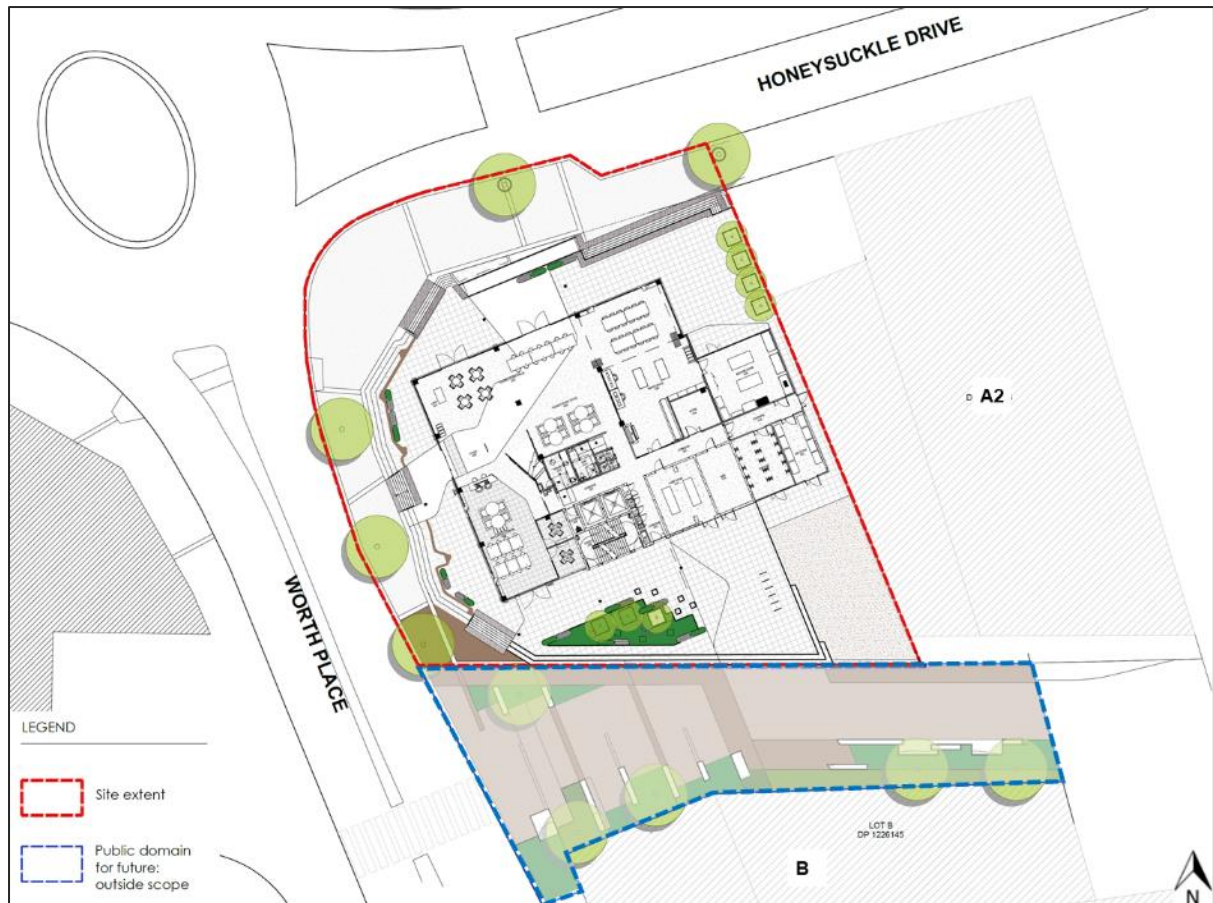 HONEYSUCKLE DRIVE
A2
WORTH PLACE
LEGEND
Site extent
Public domain
for future:
outside scope
LOT B
DP 1226145
B
N